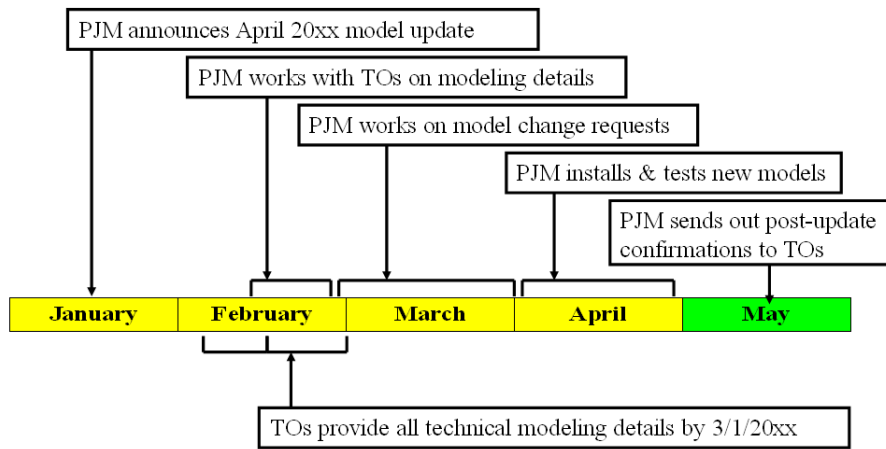 PJM announces April 20xx model update
PJM works with TOs on modeling details
PJM works on model change requests
PJM installs & tests new models
PJM sends out post-update
confirmations to TOs
January February March April May
TOs provide all technical modeling details by 3/1/20xx